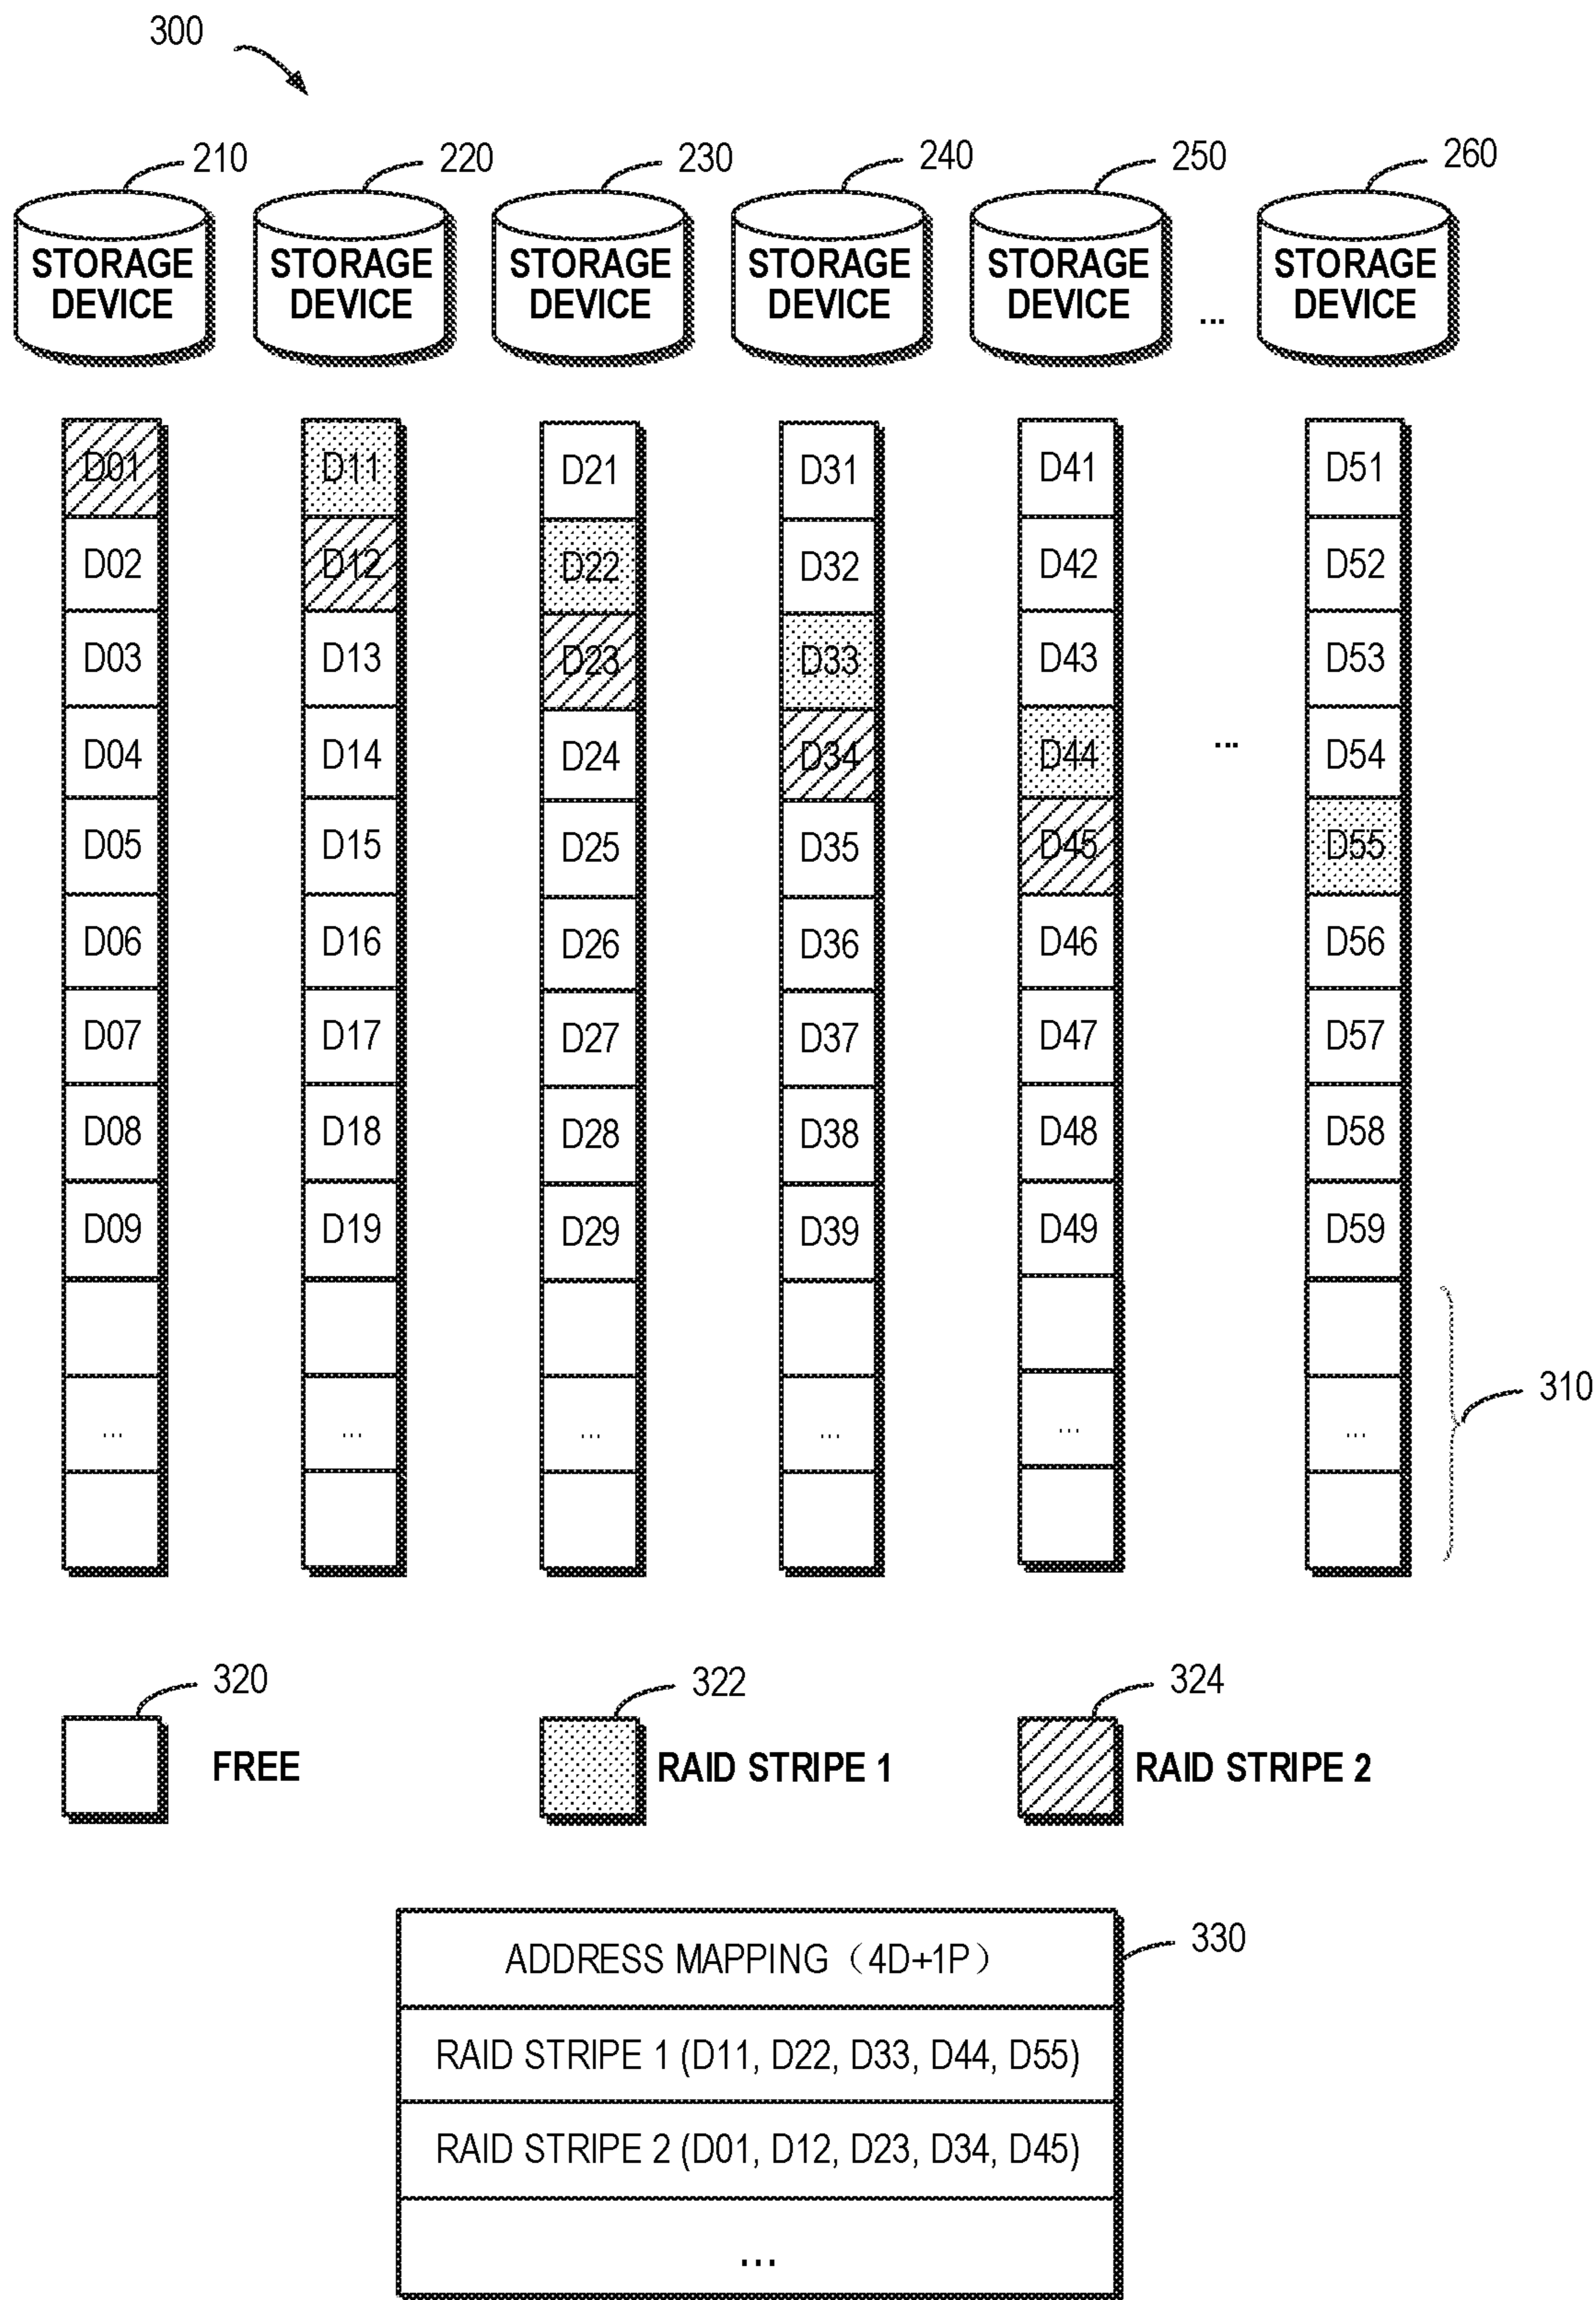 300
210 220 230 240 250 260
STORAGE DEVICE STORAGE DEVICE STORAGE DEVICE STORAGE DEVICE STORAGE DEVICE ... STORAGE DEVICE
D01 D11 D21 D31 D41 D51
D02 D12 D22 D32 D42 D52
D03 D13 D23 D33 D43 D53
D04 D14 D24 D34 D44 ... D54
D05 D15 D25 D35 D45 D55
D06 D16 D26 D36 D46 D56
D07 D17 D27 D37 D47 D57
D08 D18 D28 D38 D48 D58
D09 D19 D29 D39 D49 D59
310
... ... ... ... ... ...
320 322 324
FREE RAID STRIPE 1 RAID STRIPE 2
330
ADDRESS MAPPING（4D+1P）
RAID STRIPE 1 (D11, D22, D33, D44, D55)
RAID STRIPE 2 (D01, D12, D23, D34, D45)
...